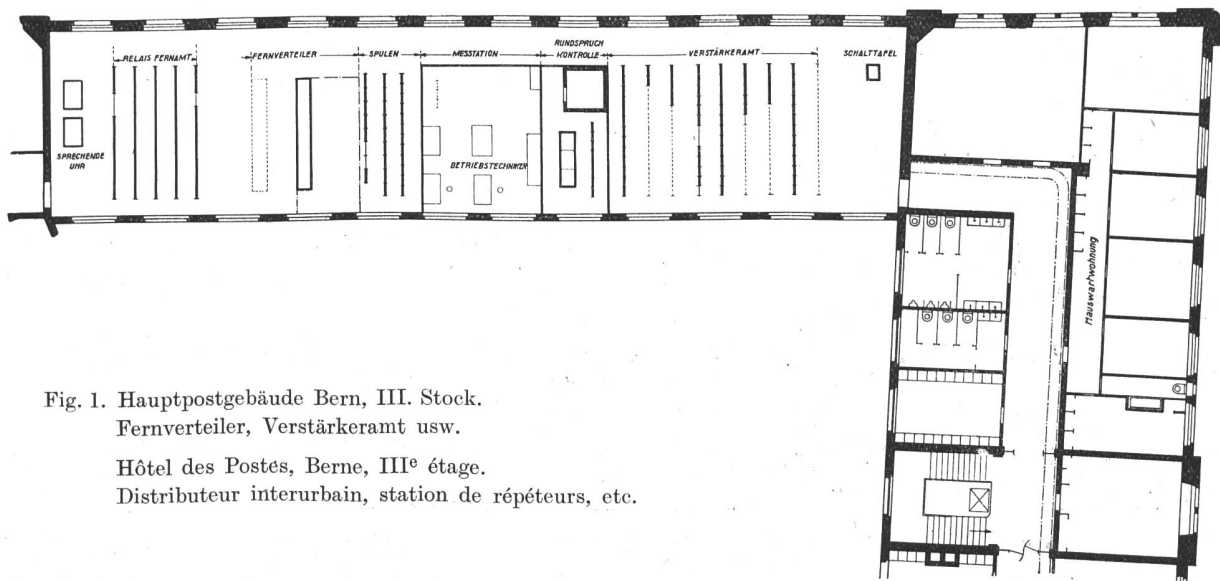 RELAIS FERNAMT
FERNVERTEILER
SPULEN
MESSTATION
RUNDSPRUCH
KONTROLLE
VERSTÄRKERAMT
SCHALTTAFEL
SPRECHENDE
UHR
BETRIEBSTECHNIKER
Hauswartwohnung
Fig. 1. Hauptpostgebäude Bern, III. Stock.
Fernverteiler, Verstärkeramt usw.
Hôtel des Postes, Berne, IIIe étage.
Distributeur interurbain, station de répéteurs, etc.